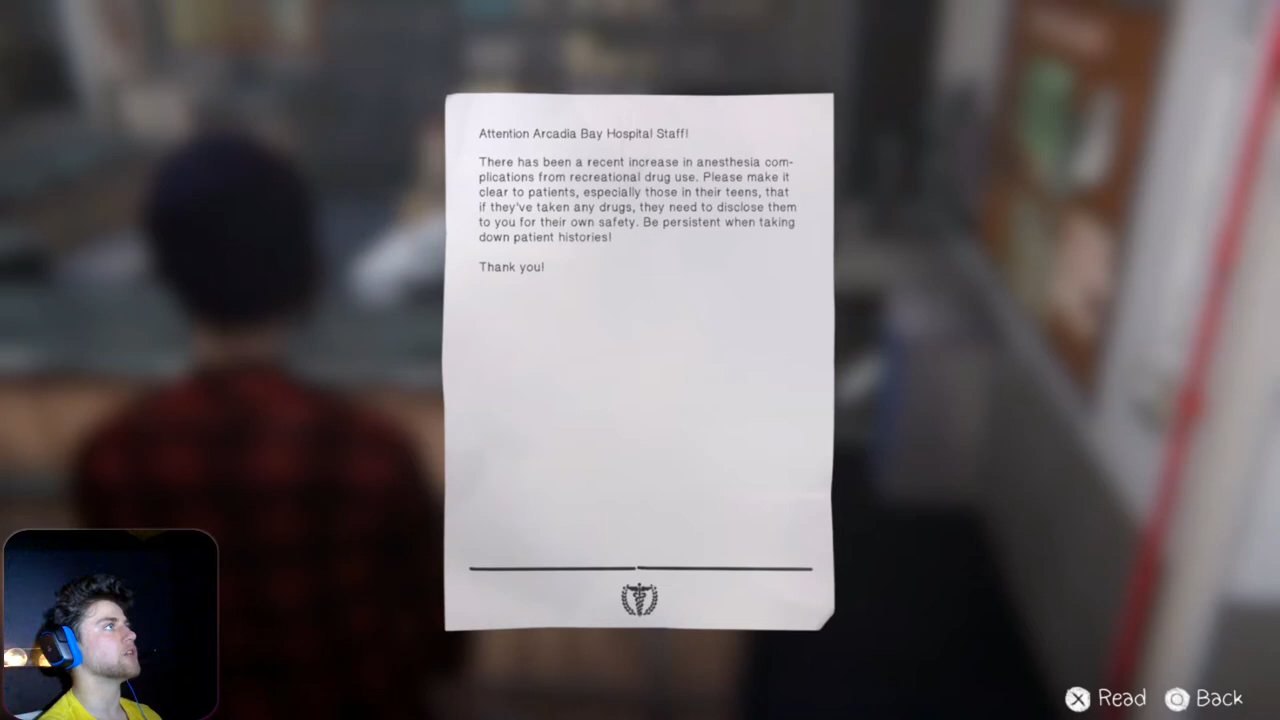 Attention Arcadia Bay Hospital Staff!
There has been a recent increase in anesthesia com-
plications from recreational drug use. Please make it
clear to patients, especially those in their teens, that
if they've taken any drugs, they need to disclose them
to you for their own safety. Be persistent when taking
down patient histories!
Thank you!
Read Back